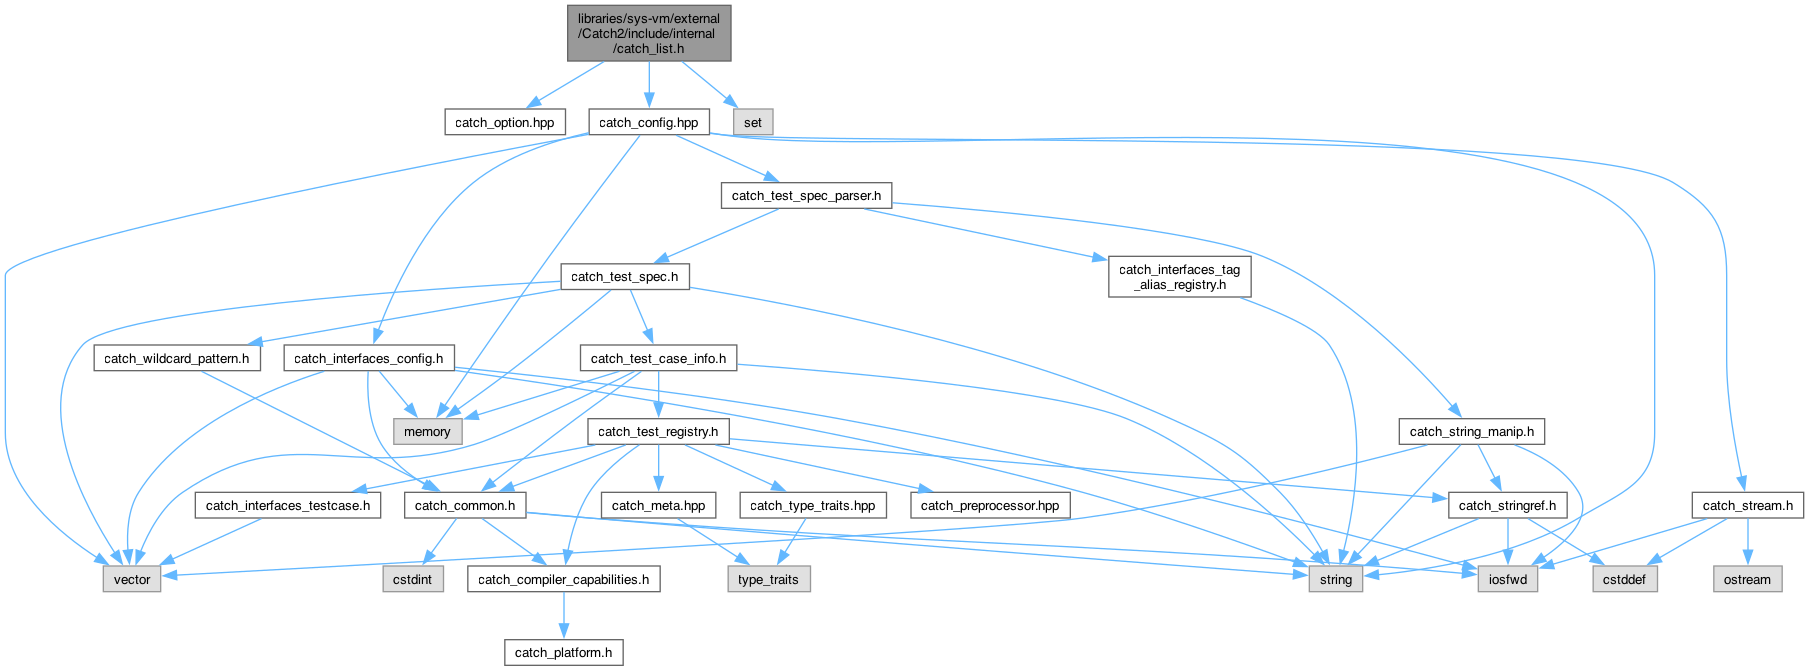 libraries/sys-vm/external
/Catch2/include/internal
/catch_list.h
catch_option.hpp
catch_config.hpp
set
catch_test_spec_parser.h
catch_test_spec.h
catch_interfaces_tag
_alias_registry.h
catch_wildcard_pattern.h
catch_interfaces_config.h
catch_test_case_info.h
memory
catch_test_registry.h
catch_string_manip.h
catch_interfaces_testcase.h
catch_common.h
catch_meta.hpp
catch_type_traits.hpp
catch_preprocessor.hpp
catch_stringref.h
catch_stream.h
vector
cstdint
catch_compiler_capabilities.h
type_traits
string
iosfwd
cstddef
ostream
catch_platform.h